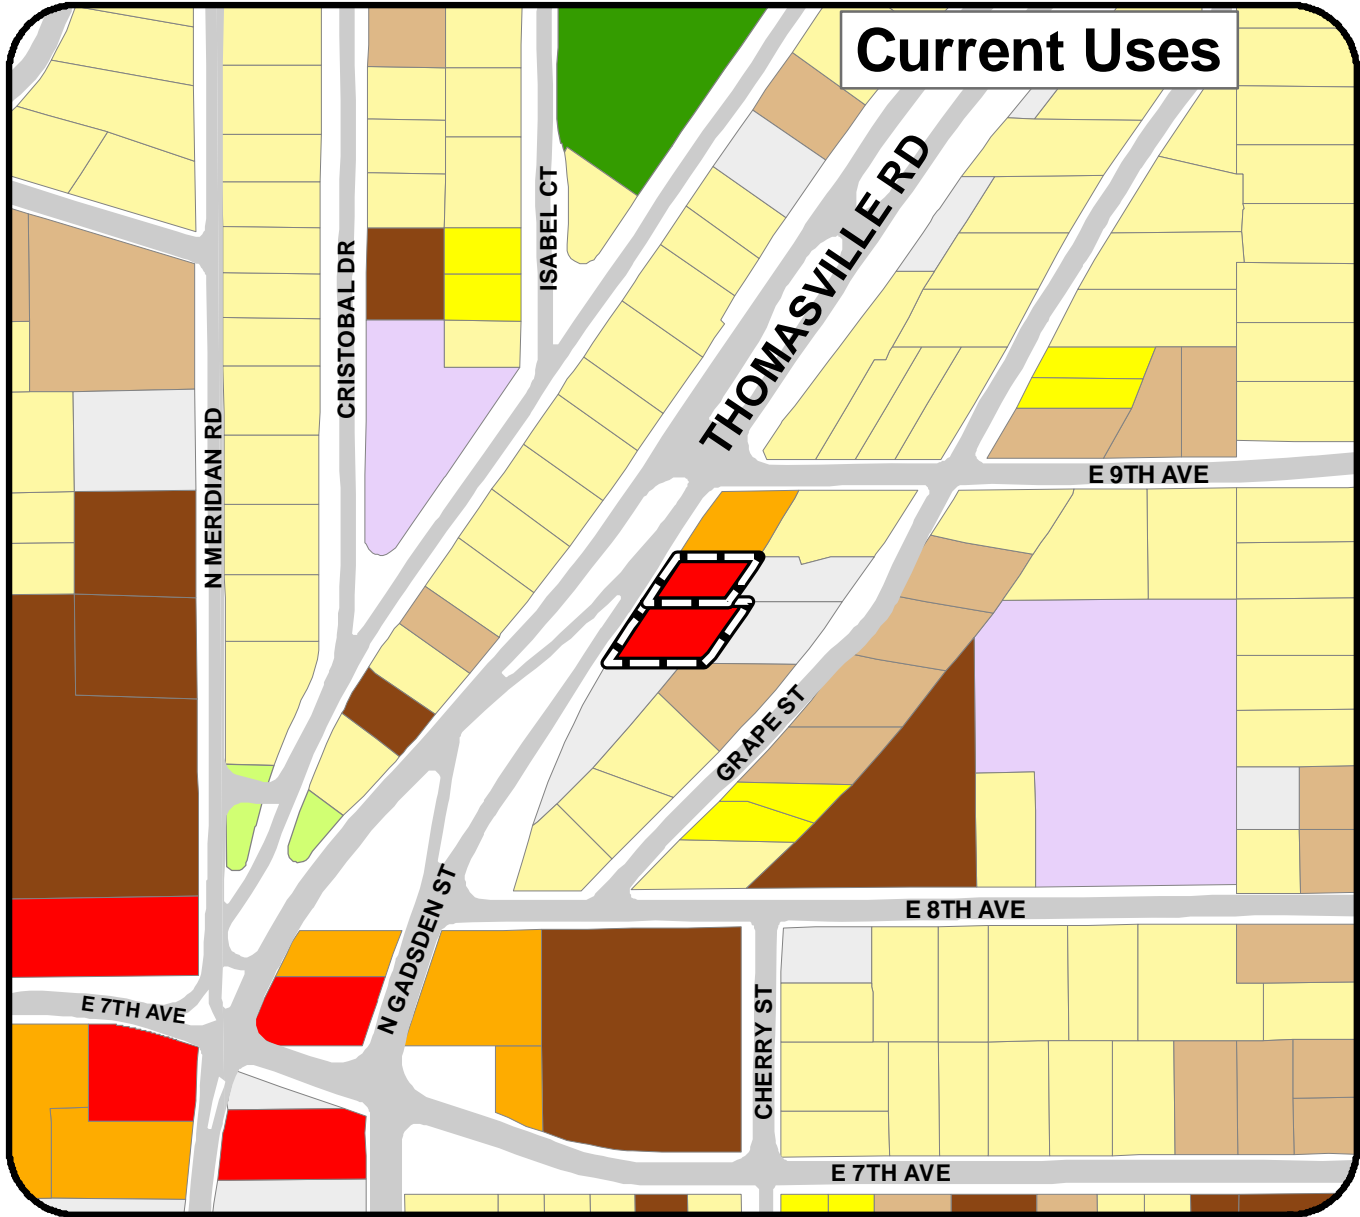 Current Uses
THOMASVILLE RD
ISABEL CT
CRISTOBAL DR
N MERIDIAN RD
E 9TH AVE
GRAPE ST
E 8TH AVE
N GADSDEN ST
E 7TH AVE
CHERRY ST
E 7TH AVE